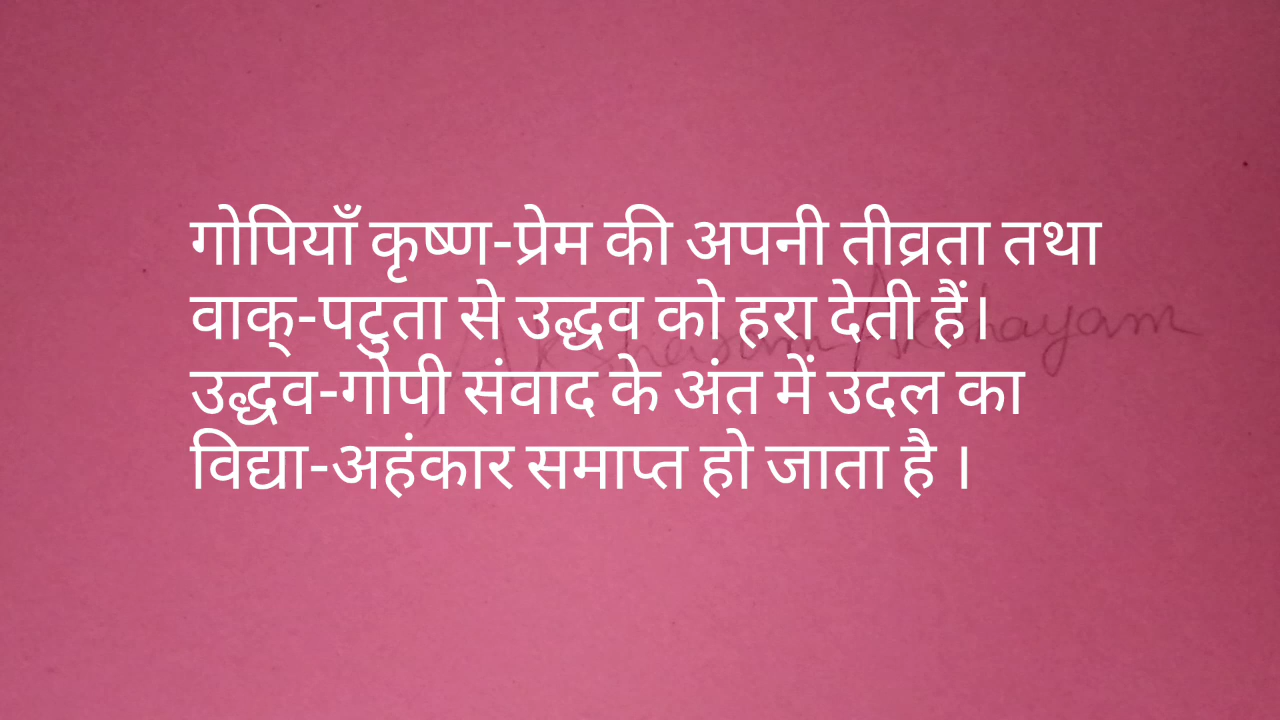 गोपियाँ कृष्ण-प्रेम की अपनी तीव्रता तथा
वाक्-पटुता से उद्धव को हरा देती हैं।
उद्धव-गोपी संवाद के अंत में उदल का
विद्या-अहंकार समाप्त हो जाता है ।